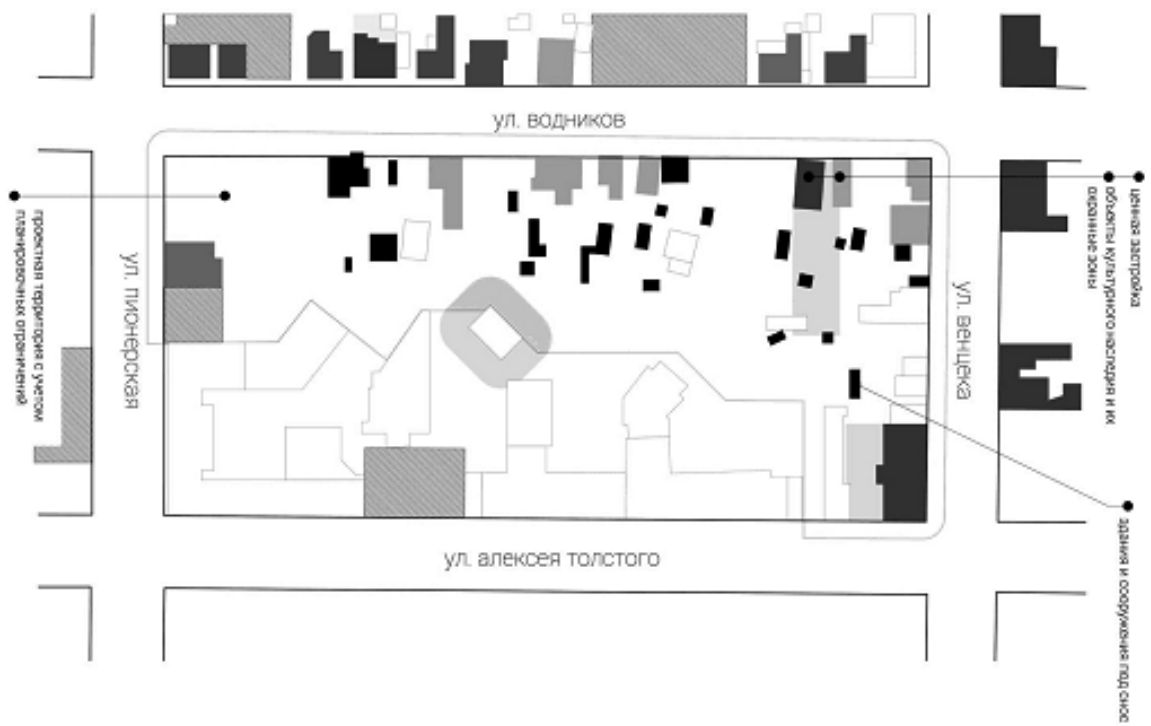 ул. водников
ценная застройка
объекты культурного наследия и их
охранные зоны
ул. пионерская
проектная территория с учетом
планировочных ограничений
ул. венцека
ул. алексея толстого
здания и сооружения под снос